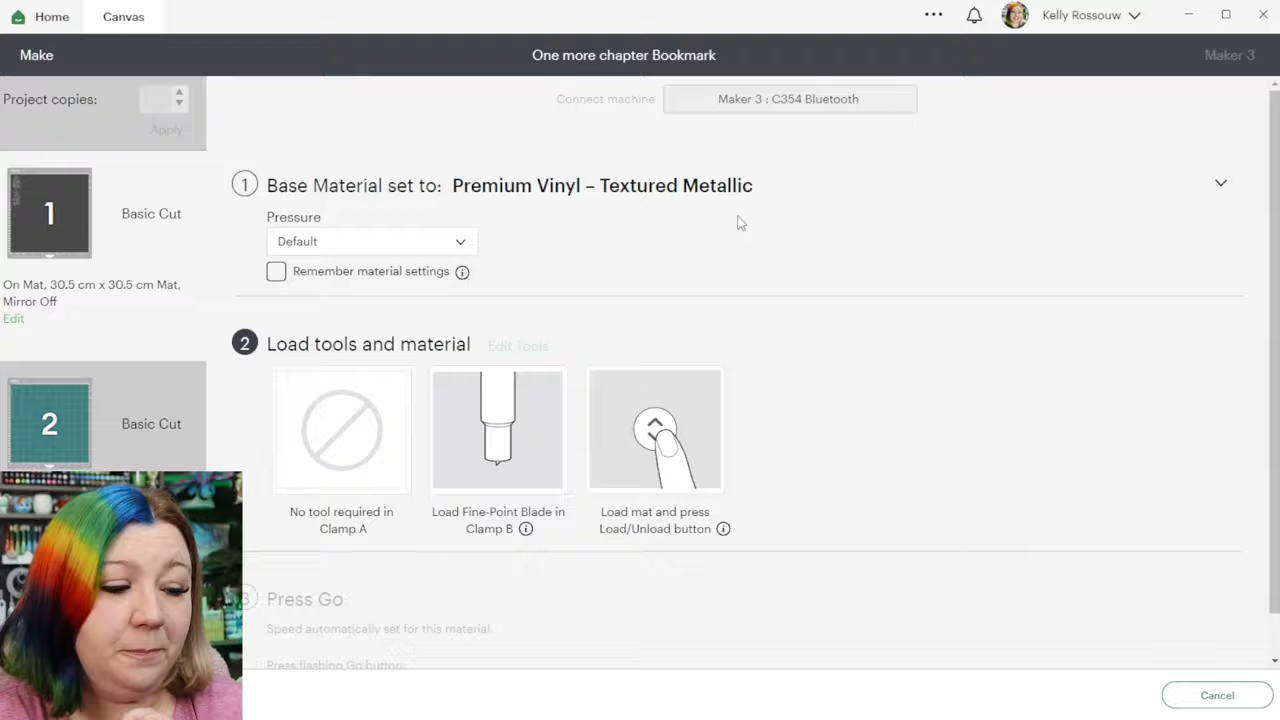 Home
Canvas
Kelly Rossouw
Make
One more chapter Bookmark
Maker 3
Project copies:
Apply
Connect machine
Maker 3 : C354 Bluetooth
1
Basic Cut
On Mat, 30.5 cm x 30.5 cm Mat,
Mirror Off
Edit
2
Basic Cut
1 Base Material set to: Premium Vinyl – Textured Metallic
Pressure
Default
Remember material settings
2 Load tools and material
Edit Tools
No tool required in
Clamp A
Load Fine-Point Blade in
Clamp B
Load mat and press
Load/Unload button
3 Press Go
Speed automatically set for this material.
Press flashing Go button.
Cancel